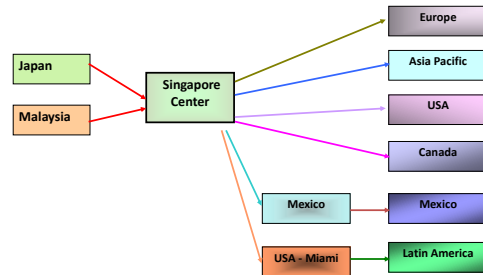 Europe
Japan
Singapore
Center
Asia Pacific
Malaysia
USA
Canada
Mexico
Mexico
USA - Miami
Latin America